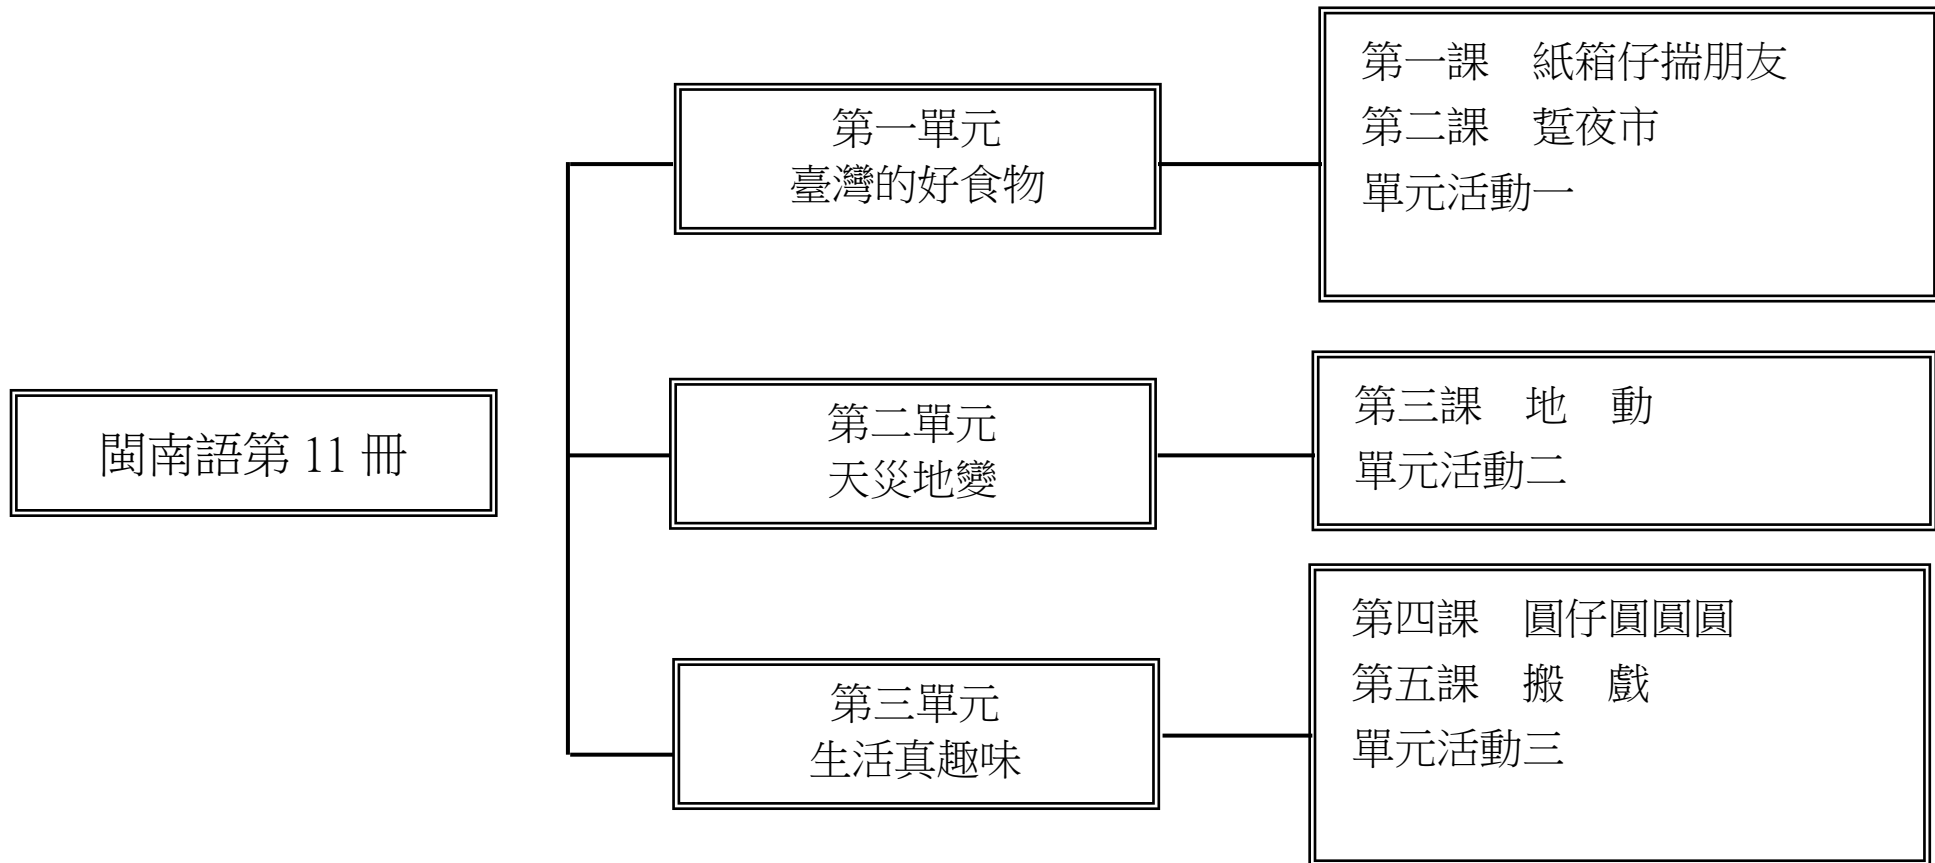 閩南語第 11 冊
第一單元
臺灣的好食物
第一課　紙箱仔揣朋友
第二課　踅夜市
單元活動一
第二單元
天災地變
第三課　地　動
單元活動二
第三單元
生活真趣味
第四課　圓仔圓圓圓
第五課　搬　戲
單元活動三